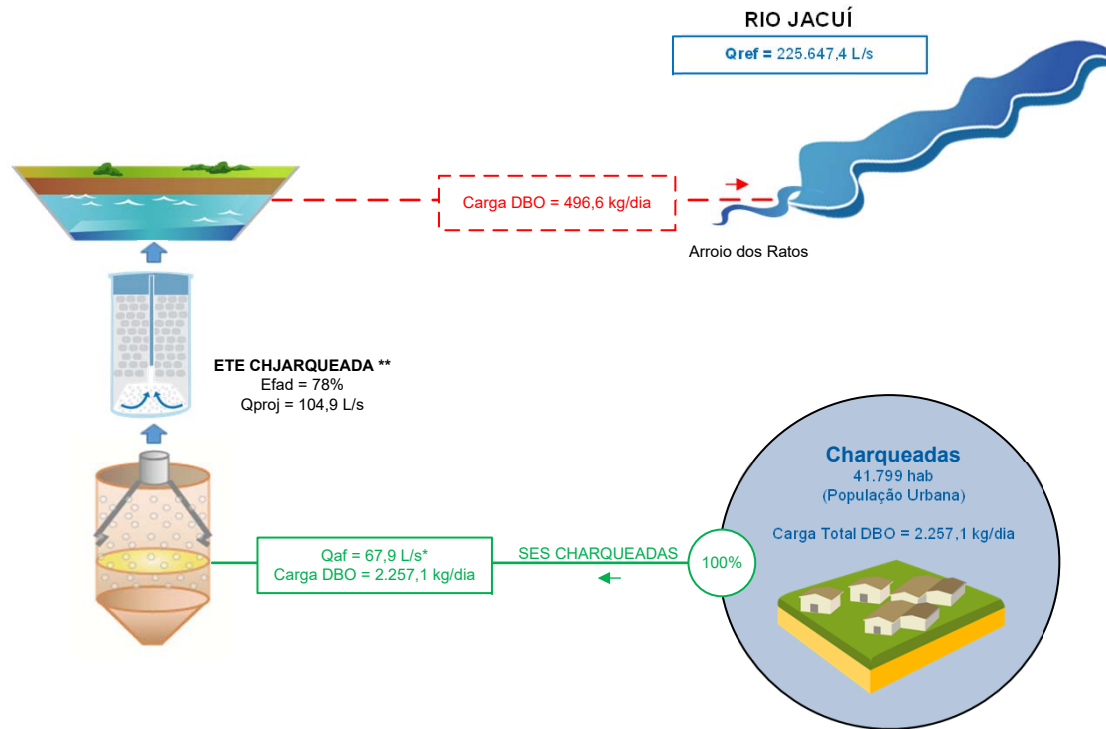 RIO JACUÍ
Qref = 225.647,4 L/s
Carga DBO = 496,6 kg/dia
Arroio dos Ratos
ETE CHJARQUEADA **
Efad = 78%
Qproj = 104,9 L/s
Charqueadas
41.799 hab
(População Urbana)
Carga Total DBO = 2.257,1 kg/dia
Qaf = 67,9 L/s*
Carga DBO = 2.257,1 kg/dia
SES CHARQUEADAS
100%